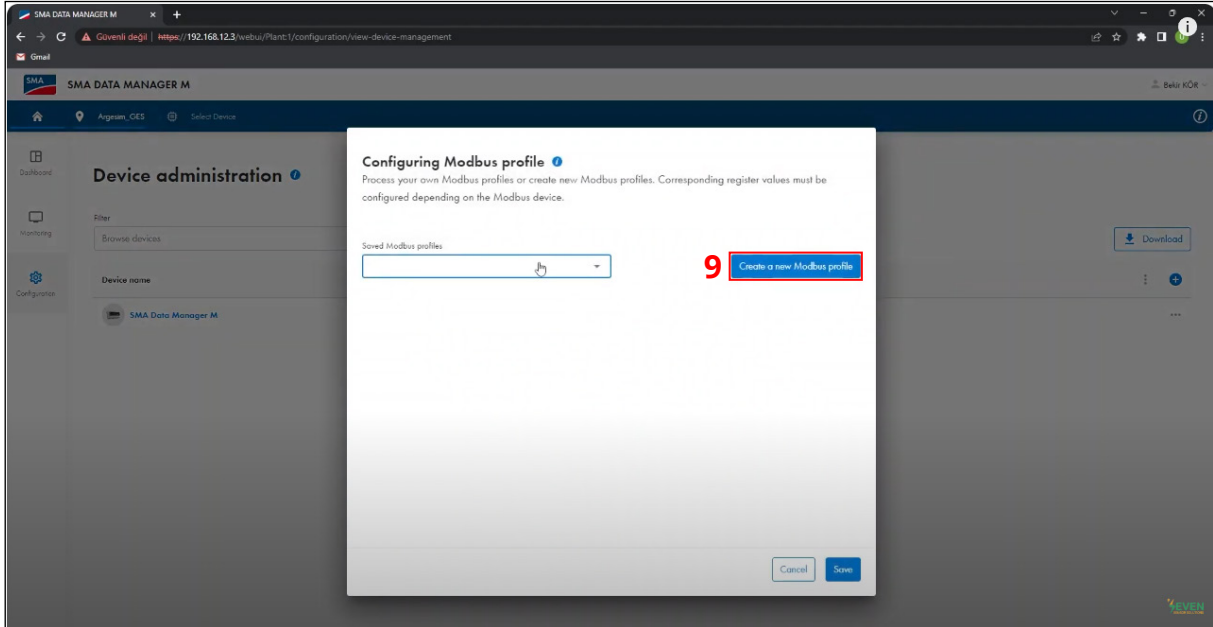 SMA DATA MANAGER M
Güvenli değil | https://192.168.12.3/webui/Plant:1/configuration/view-device-management
Gmail
SMA
SMA DATA MANAGER M
Bekir KÖR
Argesim_GES
Select Device
Dashboard
Monitoring
Configuration
Device administration
Filter
Browse devices
Download
Device name
SMA Data Manager M
Configuring Modbus profile
Process your own Modbus profiles or create new Modbus profiles. Corresponding register values must be
configured depending on the Modbus device.
Saved Modbus profiles
9
Create a new Modbus profile
Cancel
Save
SEVEN